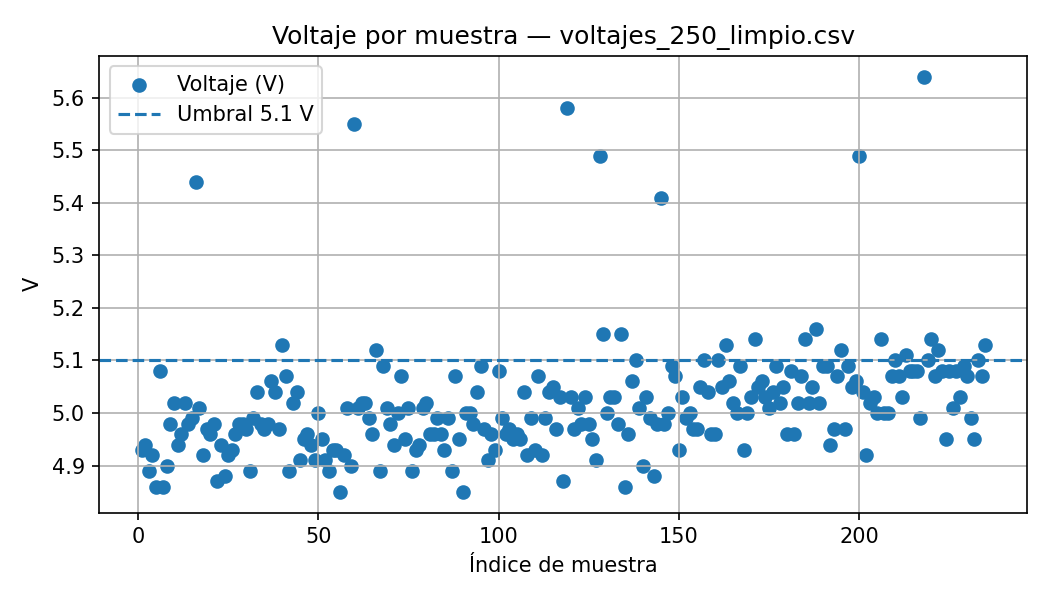 Voltaje por muestra — voltajes_250_limpio.csv
Voltaje (V)
Umbral 5.1 V
5.6
5.5
5.4
5.3
5.2
5.1
5.0
4.9
V
0
50
100
150
200
Índice de muestra